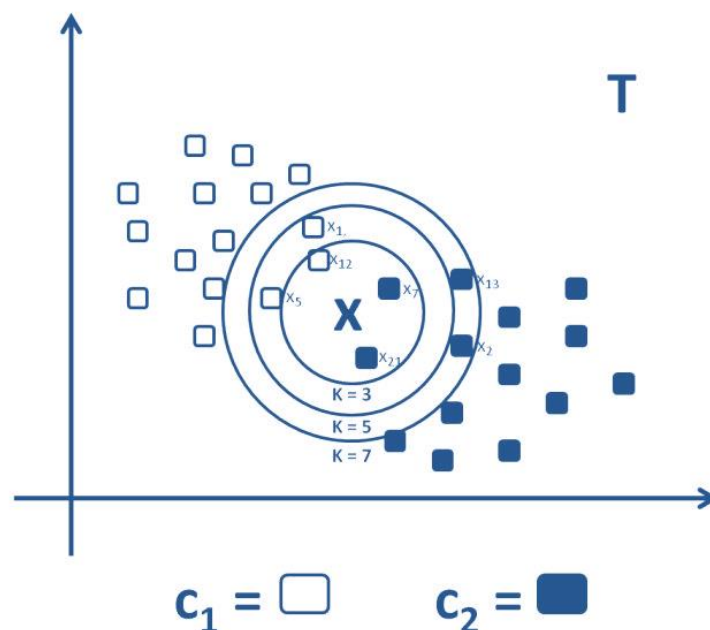 T
x₁.
x₁₂
x₇
x₁₃
x₅
X
x₂
x₂₁
K = 3
K = 5
K = 7
c₁ =
c₂ =